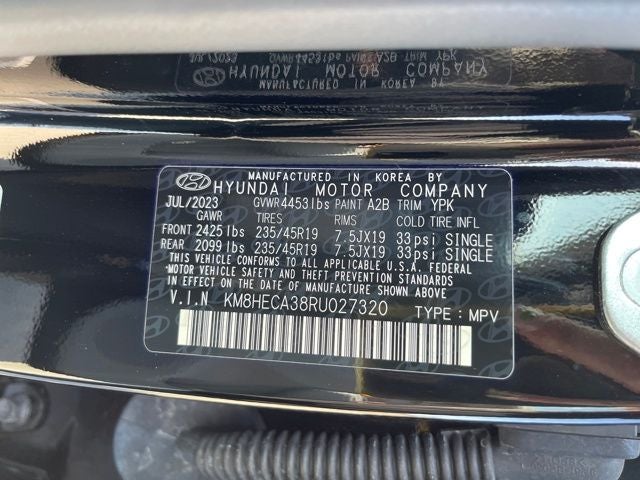 MANUFACTURED IN KOREA BY
HYUNDAI MOTOR COMPANY
JUL/2023 GVWR 4453lbs PAINT A2B TRIM YPK
GAWR TIRES RIMS COLD TIRE INFL
FRONT 2425lbs 235/45R19 7.5JX19 33psi SINGLE
REAR 2099lbs 235/45R19 7.5JX19 33psi SINGLE
THIS VEHICLE CONFORMS TO ALL APPLICABLE U.S.A. FEDERAL
MOTOR VEHICLE SAFETY AND THEFT PREVENTION STANDARDS
IN EFFECT ON THE DATE OF MANUFACTURE SHOWN ABOVE.
V.I.N KM8HECA38RU027320 TYPE : MPV